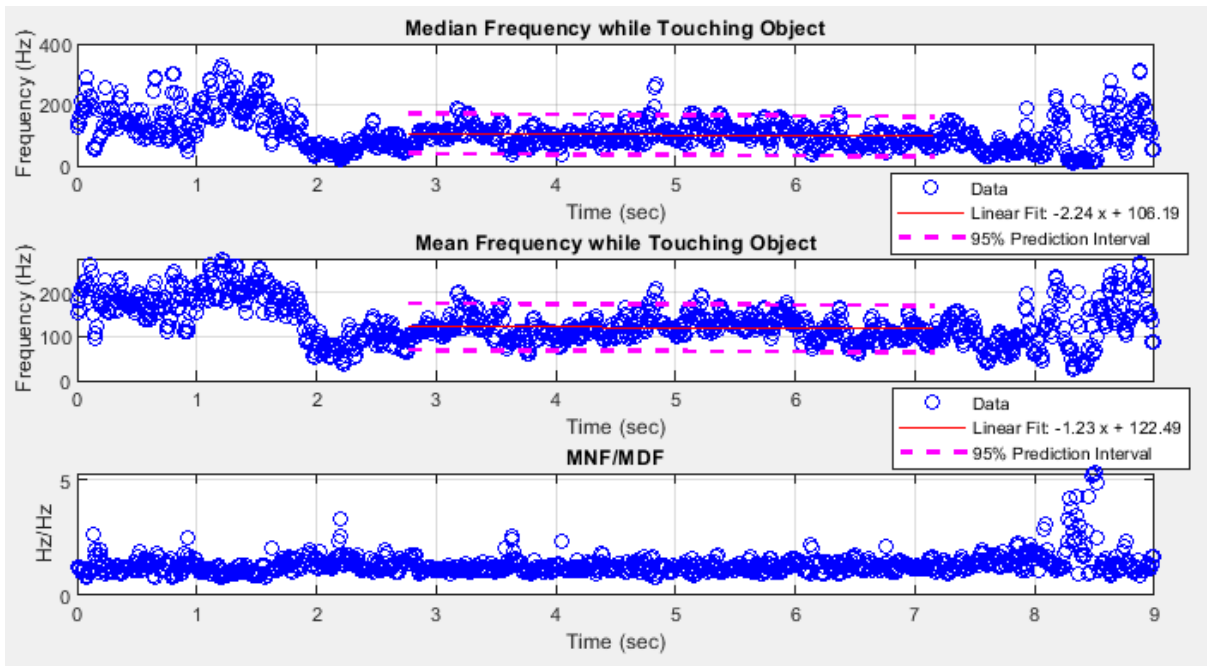 Median Frequency while Touching Object
Frequency (Hz)
400
200
0
0 1 2 3 4 5 6 7 8 9
Time (sec)
Data
Linear Fit: -2.24 x + 106.19
95% Prediction Interval
Mean Frequency while Touching Object
Frequency (Hz)
200
100
0
0 1 2 3 4 5 6 7 8 9
Time (sec)
Data
Linear Fit: -1.23 x + 122.49
95% Prediction Interval
MNF/MDF
Hz/Hz
5
0
0 1 2 3 4 5 6 7 8 9
Time (sec)